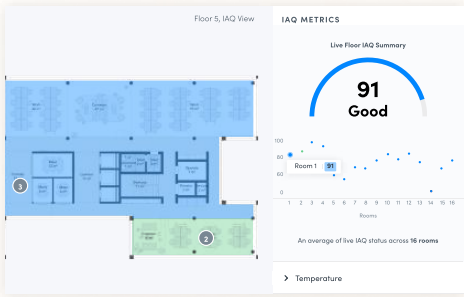 Floor 5, IAQ View
IAQ METRICS
Live Floor IAQ Summary
91
Good
100
80
60
0
Room 1 91
1 2 3 4 5 6 7 8 9 10 11 12 13 14 15 16
Rooms
An average of live IAQ status across 16 rooms
Temperature
3
2